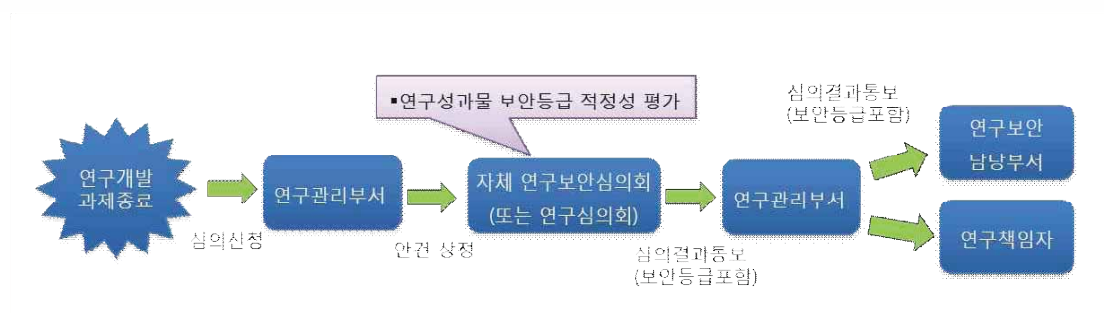 ▪연구성과물 보안등급 적정성 평가
연구개발
과제종료
심의신청
연구관리부서
안건 상정
자체 연구보안심의회
(또는 연구심의회)
심의결과통보
(보안등급포함)
연구관리부서
심의결과통보
(보안등급포함)
연구보안
담당부서
연구책임자